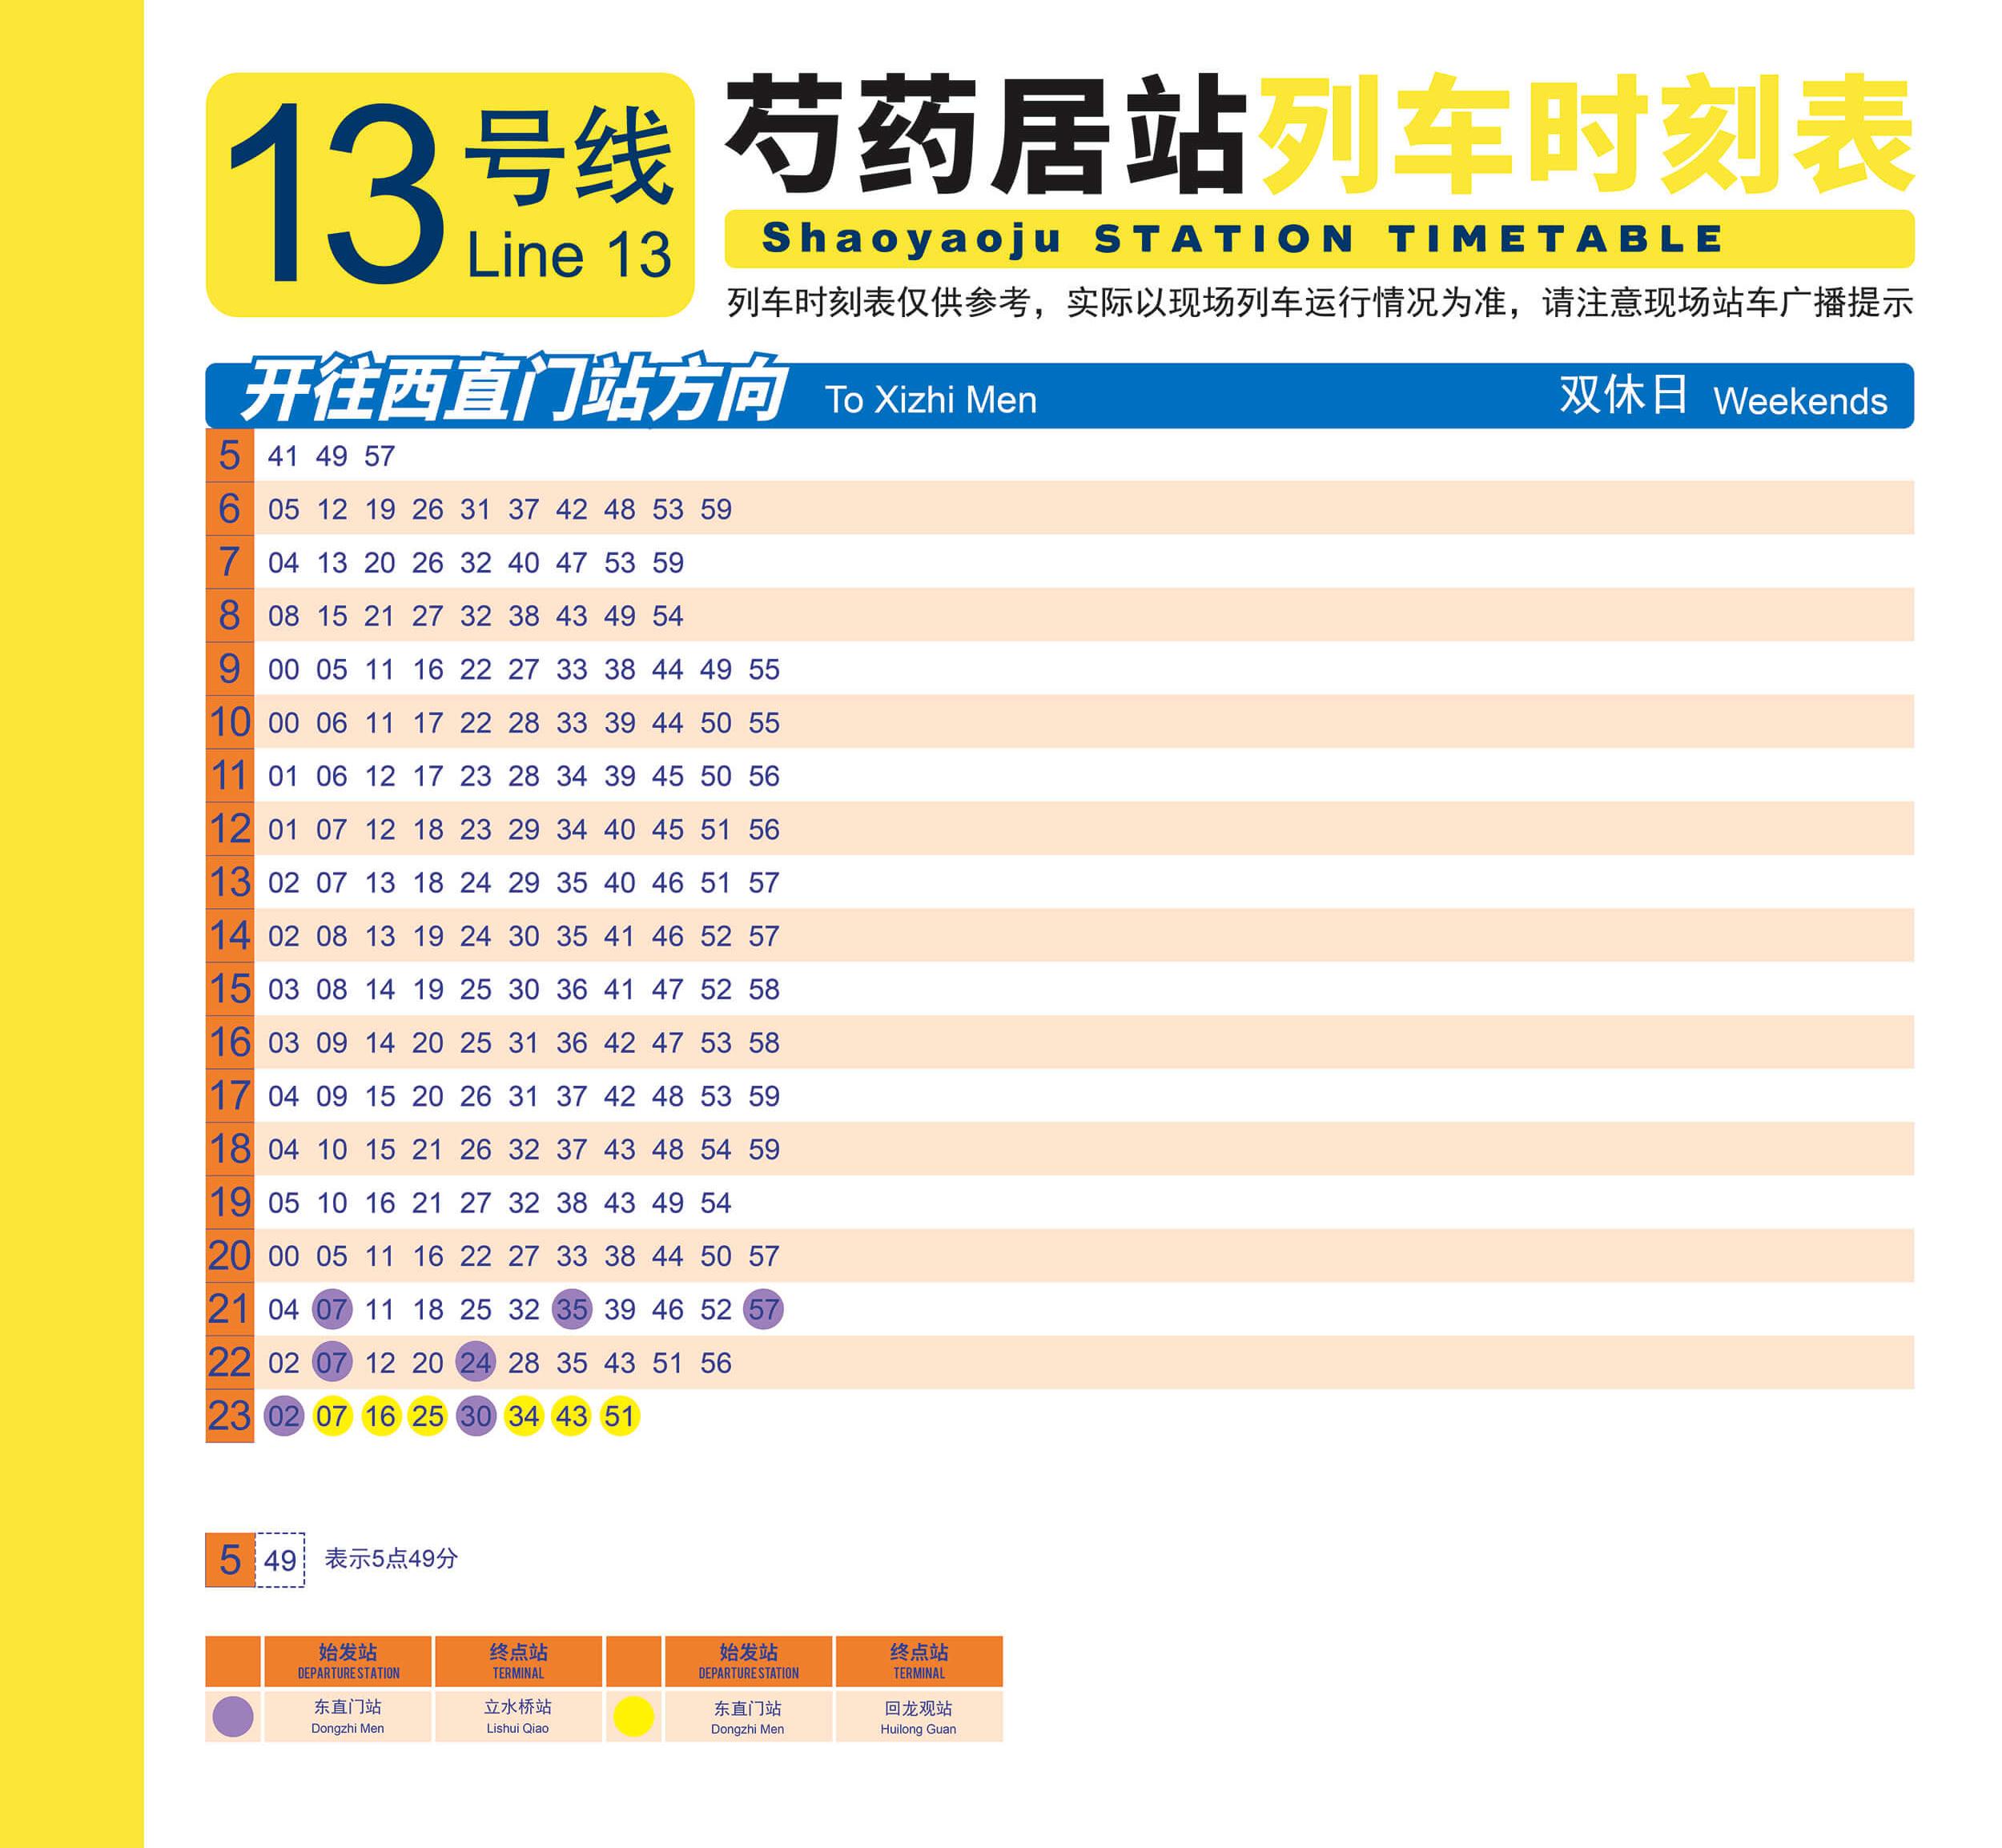 13号线
Line 13
芍药居站列车时刻表
Shaoyaoju STATION TIMETABLE
列车时刻表仅供参考，实际以现场列车运行情况为准，请注意现场站车广播提示
开往西直门站方向 To Xizhi Men 双休日 Weekends
5 41 49 57
6 05 12 19 26 31 37 42 48 53 59
7 04 13 20 26 32 40 47 53 59
8 08 15 21 27 32 38 43 49 54
9 00 05 11 16 22 27 33 38 44 49 55
10 00 06 11 17 22 28 33 39 44 50 55
11 01 06 12 17 23 28 34 39 45 50 56
12 01 07 12 18 23 29 34 40 45 51 56
13 02 07 13 18 24 29 35 40 46 51 57
14 02 08 13 19 24 30 35 41 46 52 57
15 03 08 14 19 25 30 36 41 47 52 58
16 03 09 14 20 25 31 36 42 47 53 58
17 04 09 15 20 26 31 37 42 48 53 59
18 04 10 15 21 26 32 37 43 48 54 59
19 05 10 16 21 27 32 38 43 49 54
20 00 05 11 16 22 27 33 38 44 50 57
21 04 07 11 18 25 32 35 39 46 52 57
22 02 07 12 20 24 28 35 43 51 56
23 02 07 16 25 30 34 43 51
5 49 表示5点49分
始发站 终点站 始发站 终点站
DEPARTURE STATION TERMINAL DEPARTURE STATION TERMINAL
东直门站 立水桥站 东直门站 回龙观站
Dongzhi Men Lishui Qiao Dongzhi Men Huilong Guan